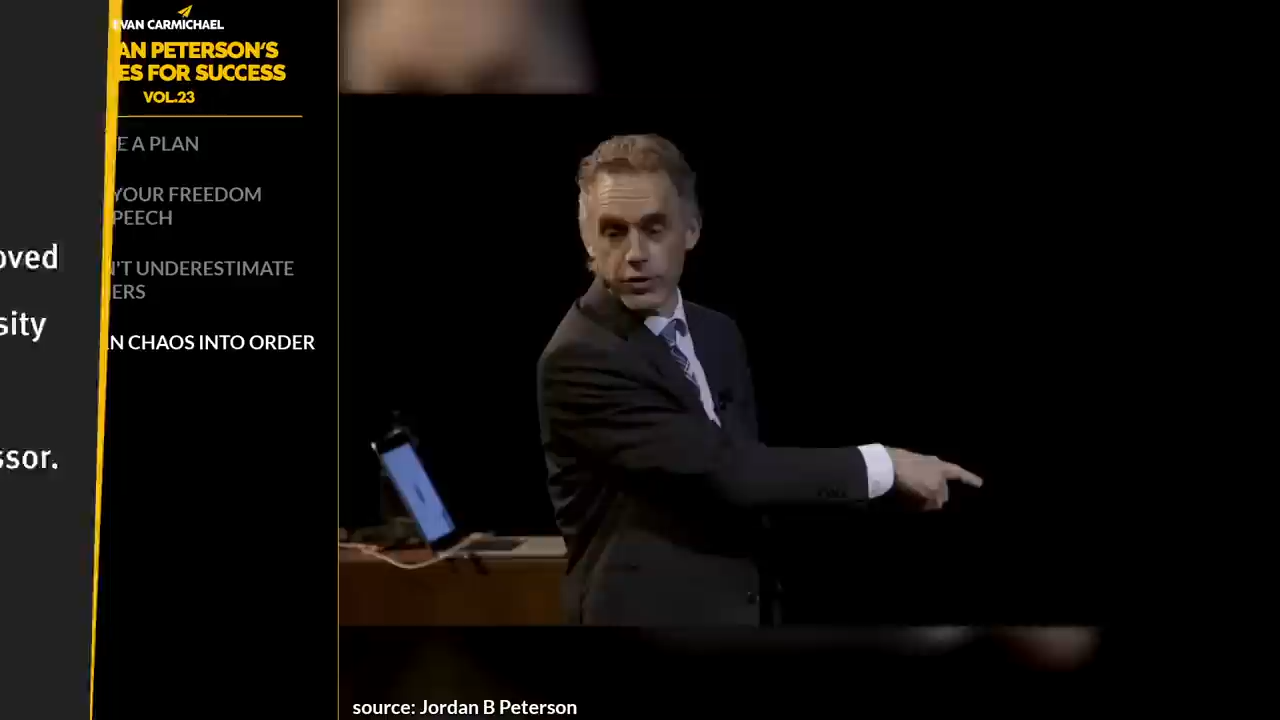 EVAN CARMICHAEL
AN PETERSON'S
ES FOR SUCCESS
VOL.23
E A PLAN
YOUR FREEDOM
PEECH
'T UNDERESTIMATE
ERS
N CHAOS INTO ORDER
oved
sity
ssor.
source: Jordan B Peterson